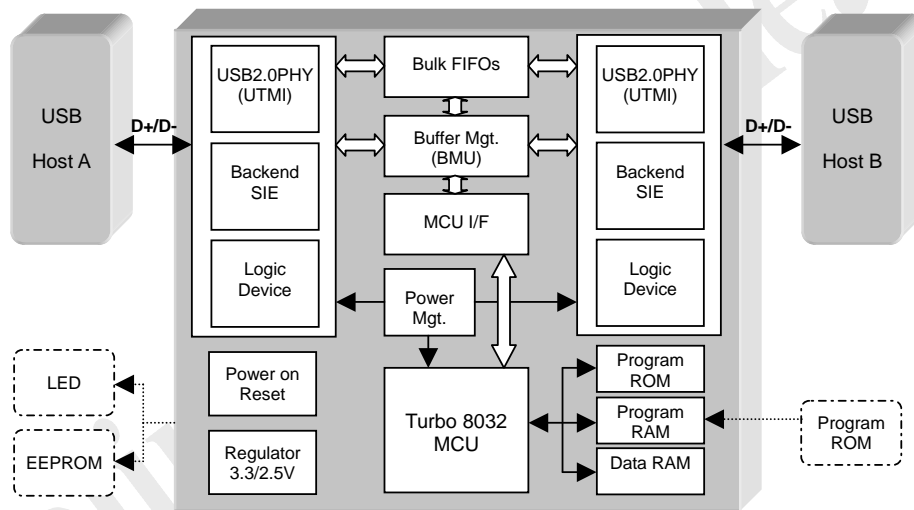 USB
Host A
D+/D-
USB2.0PHY
(UTMI)
Backend
SIE
Logic
Device
Bulk FIFOs
Buffer Mgt.
(BMU)
MCU I/F
Power
Mgt.
USB2.0PHY
(UTMI)
Backend
SIE
Logic
Device
D+/D-
USB
Host B
LED
EEPROM
Power on
Reset
Regulator
3.3/2.5V
Turbo 8032
MCU
Program
ROM
Program
RAM
Data RAM
Program
ROM